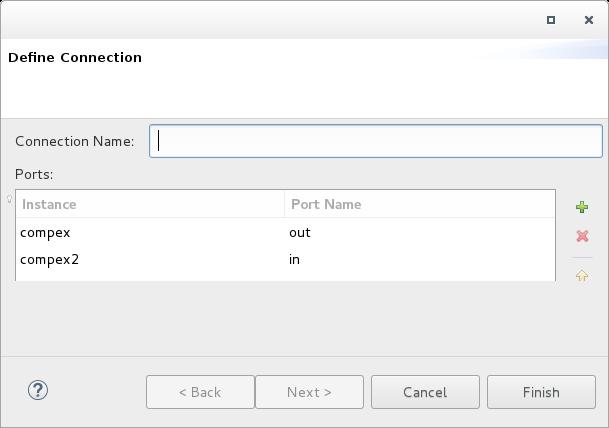 Define Connection
Connection Name:
Ports:
Instance Port Name
compex out
compex2 in
? < Back Next > Cancel Finish